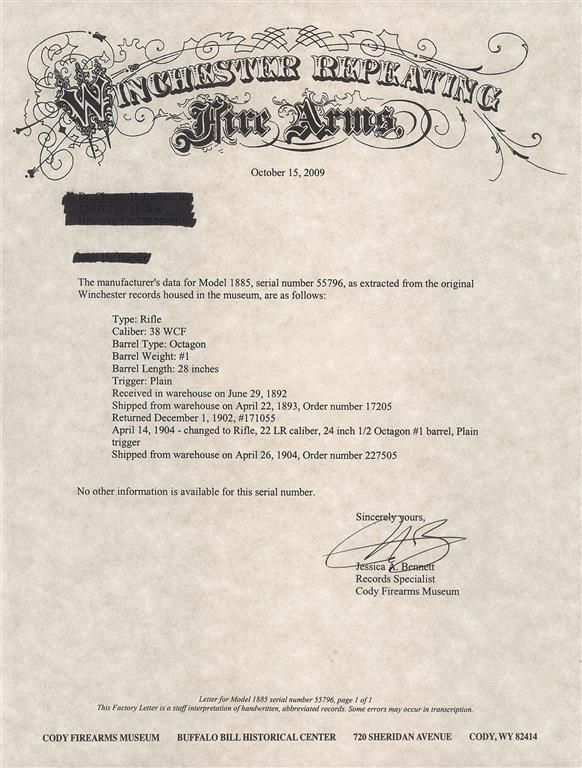 WINCHESTER REPEATING
Fire Arms.
October 15, 2009
The manufacturer's data for Model 1885, serial number 55796, as extracted from the original
Winchester records housed in the museum, are as follows:
Type: Rifle
Caliber: 38 WCF
Barrel Type: Octagon
Barrel Weight: #1
Barrel Length: 28 inches
Trigger: Plain
Received in warehouse on June 29, 1892
Shipped from warehouse on April 22, 1893, Order number 17205
Returned December 1, 1902, #171055
April 14, 1904 - changed to Rifle, 22 LR caliber, 24 inch 1/2 Octagon #1 barrel, Plain
trigger
Shipped from warehouse on April 26, 1904, Order number 227505
No other information is available for this serial number.
Sincerely yours,
Jessica A. Bennett
Records Specialist
Cody Firearms Museum
Letter for Model 1885 serial number 55796, page 1 of 1
This Factory Letter is a staff interpretation of handwritten, abbreviated records. Some errors may occur in transcription.
CODY FIREARMS MUSEUM BUFFALO BILL HISTORICAL CENTER 720 SHERIDAN AVENUE CODY, WY 82414